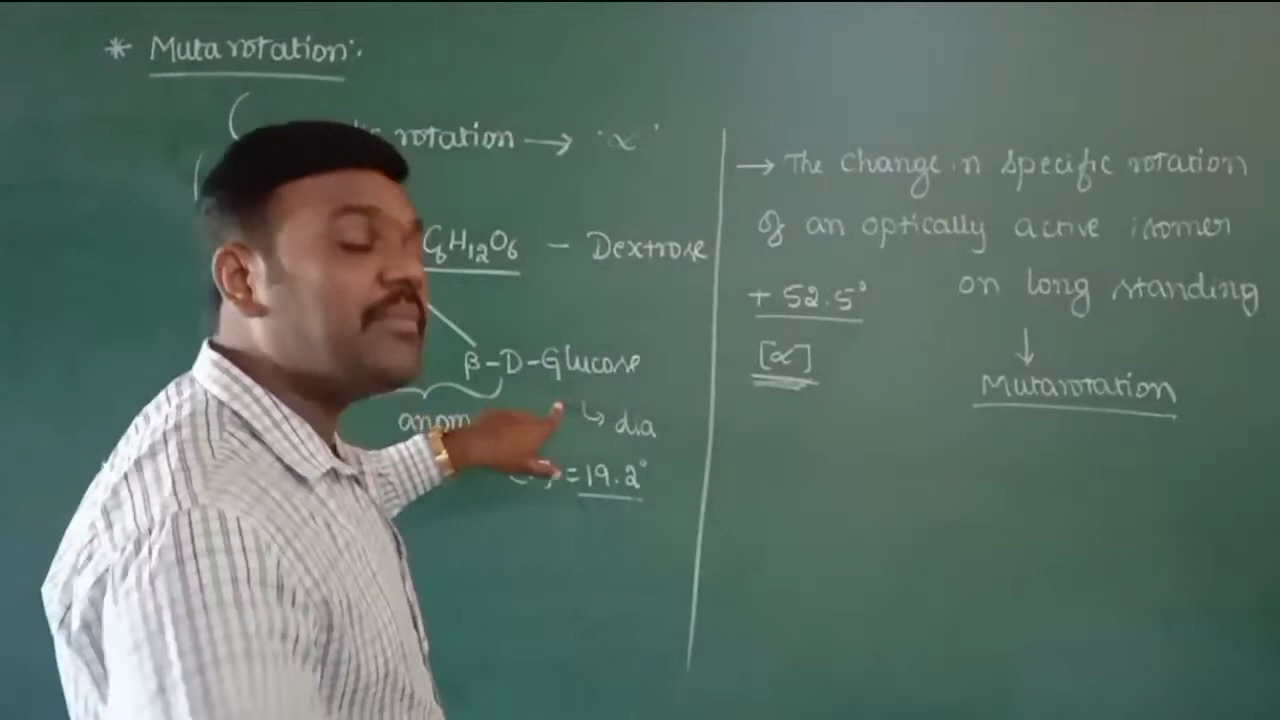 * Mutarotation:
rotation → 'α'
C6H12O6 - Dextrose
β-D-Glucose
anom
↳ dia
= 19.2°
→ The change in specific rotation
of an optically active isomer
on long standing
+ 52.5°
[α]
↓
Mutarotation